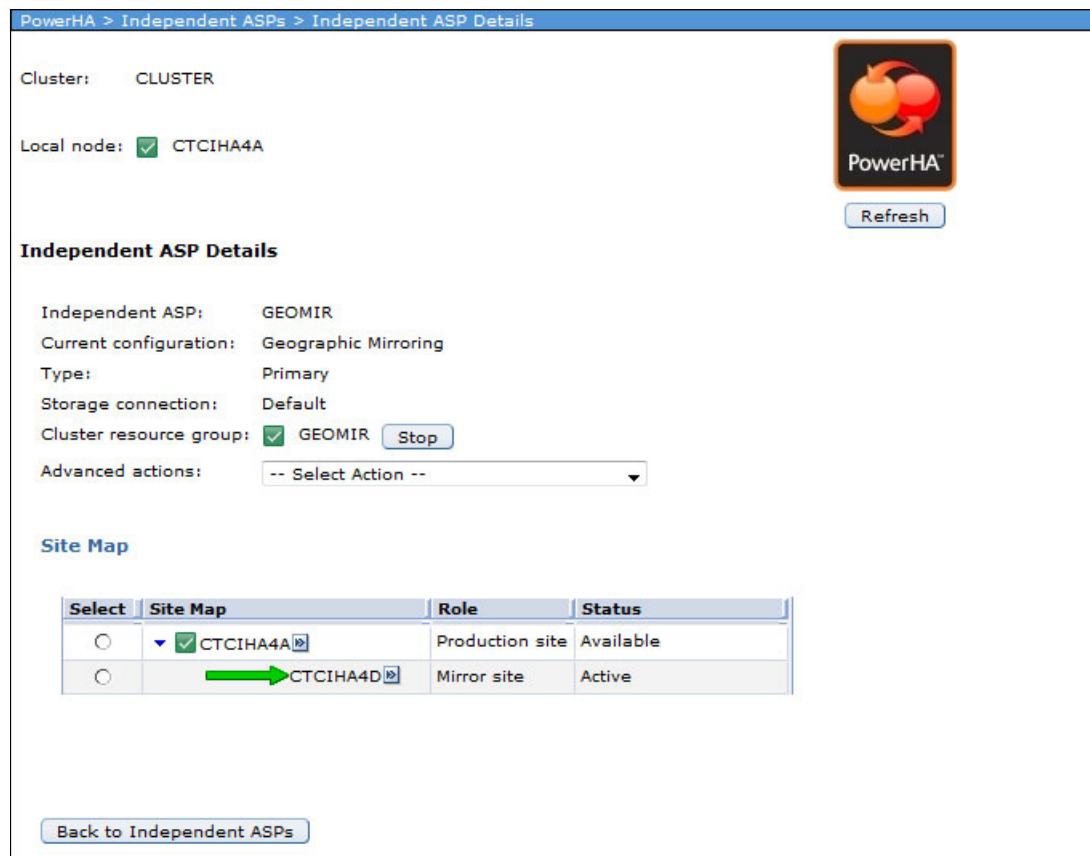 PowerHA > Independent ASPs > Independent ASP Details
Cluster: CLUSTER
Local node: CTCIHA4A
PowerHA™
Refresh
Independent ASP Details
Independent ASP: GEOMIR
Current configuration: Geographic Mirroring
Type: Primary
Storage connection: Default
Cluster resource group: GEOMIR Stop
Advanced actions: -- Select Action --
Site Map
Select Site Map Role Status
CTCIHA4A Production site Available
CTCIHA4D Mirror site Active
Back to Independent ASPs